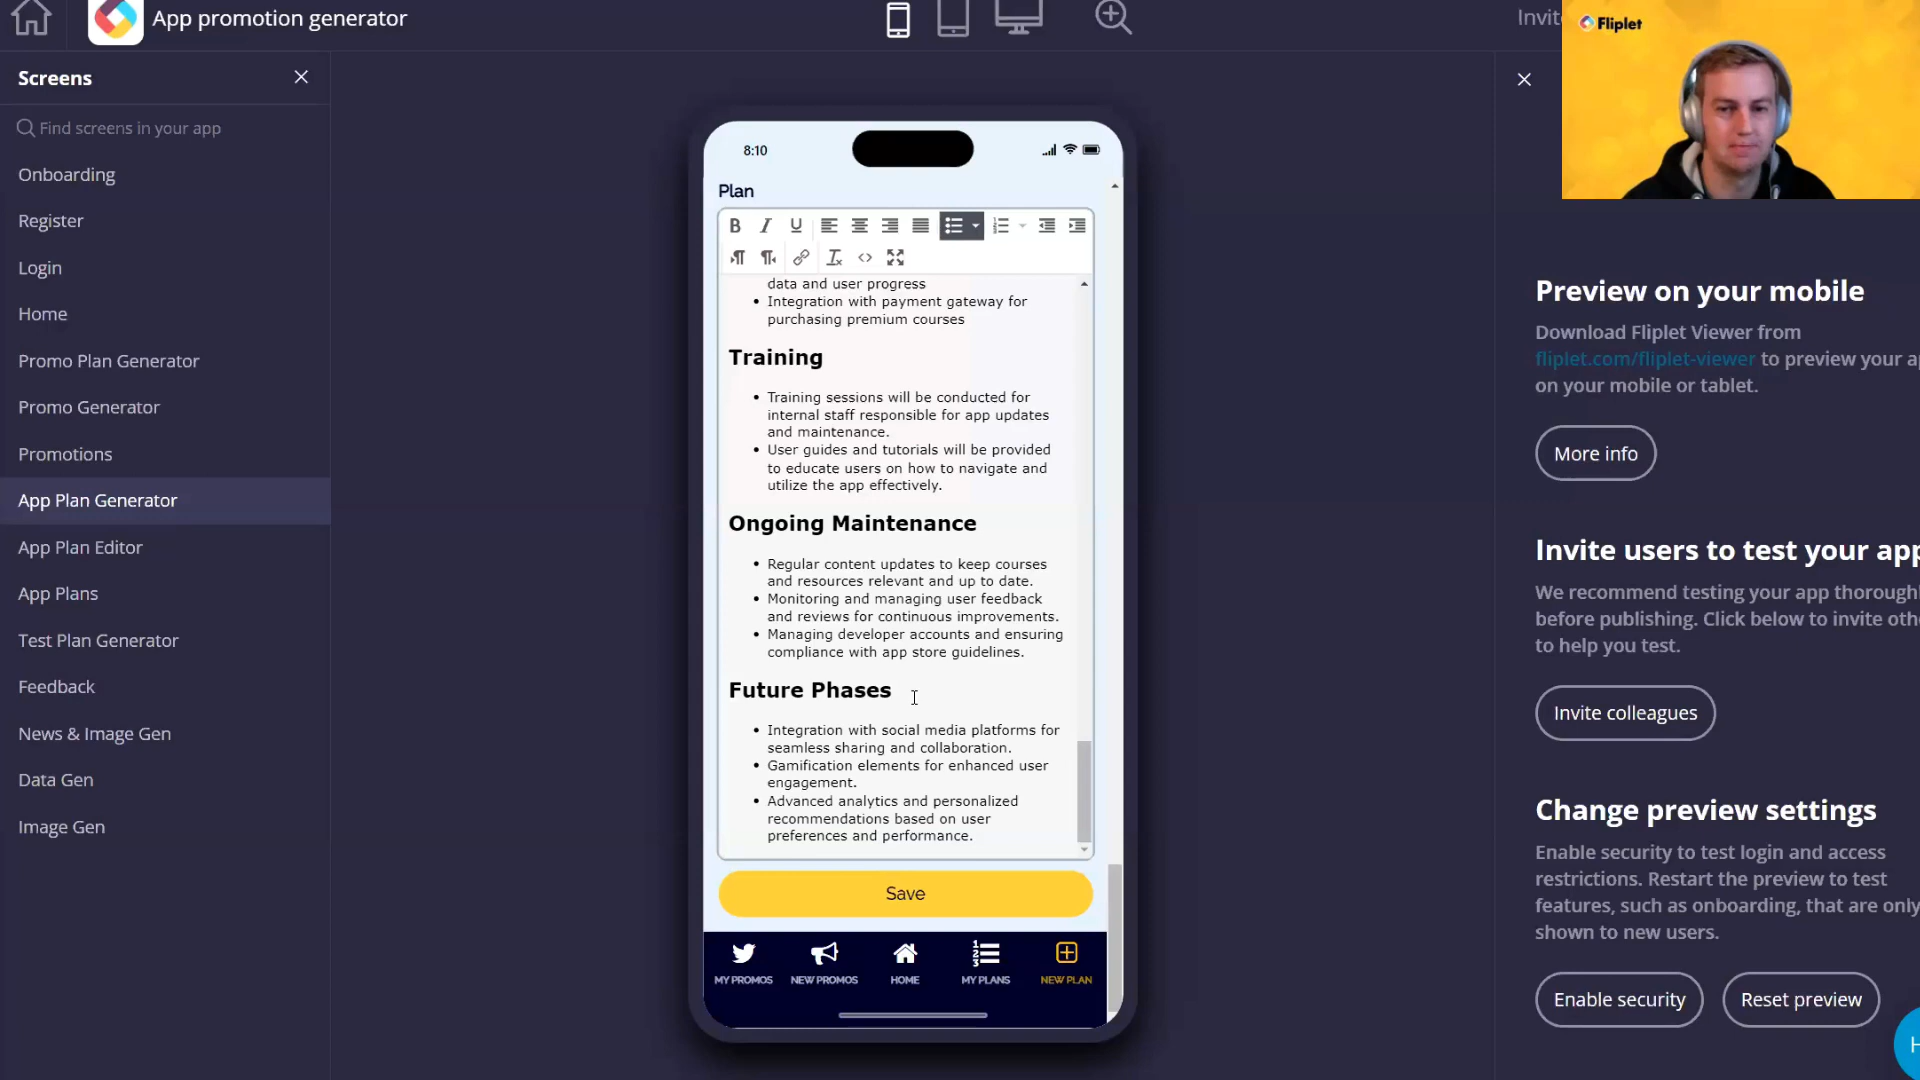 App promotion generator
Invit
Fliplet
Screens
Find screens in your app
Onboarding
Register
Login
Home
Promo Plan Generator
Promo Generator
Promotions
App Plan Generator
App Plan Editor
App Plans
Test Plan Generator
Feedback
News & Image Gen
Data Gen
Image Gen
8:10
Plan
data and user progress
• Integration with payment gateway for
purchasing premium courses
Training
• Training sessions will be conducted for
internal staff responsible for app updates
and maintenance.
• User guides and tutorials will be provided
to educate users on how to navigate and
utilize the app effectively.
Ongoing Maintenance
• Regular content updates to keep courses
and resources relevant and up to date.
• Monitoring and managing user feedback
and reviews for continuous improvements.
• Managing developer accounts and ensuring
compliance with app store guidelines.
Future Phases
• Integration with social media platforms for
seamless sharing and collaboration.
• Gamification elements for enhanced user
engagement.
• Advanced analytics and personalized
recommendations based on user
preferences and performance.
Save
MY PROMOS
NEW PROMOS
HOME
MY PLANS
NEW PLAN
Preview on your mobile
Download Fliplet Viewer from
fliplet.com/fliplet-viewer to preview your a
on your mobile or tablet.
More info
Invite users to test your app
We recommend testing your app thorough
before publishing. Click below to invite oth
to help you test.
Invite colleagues
Change preview settings
Enable security to test login and access
restrictions. Restart the preview to test
features, such as onboarding, that are only
shown to new users.
Enable security
Reset preview
H